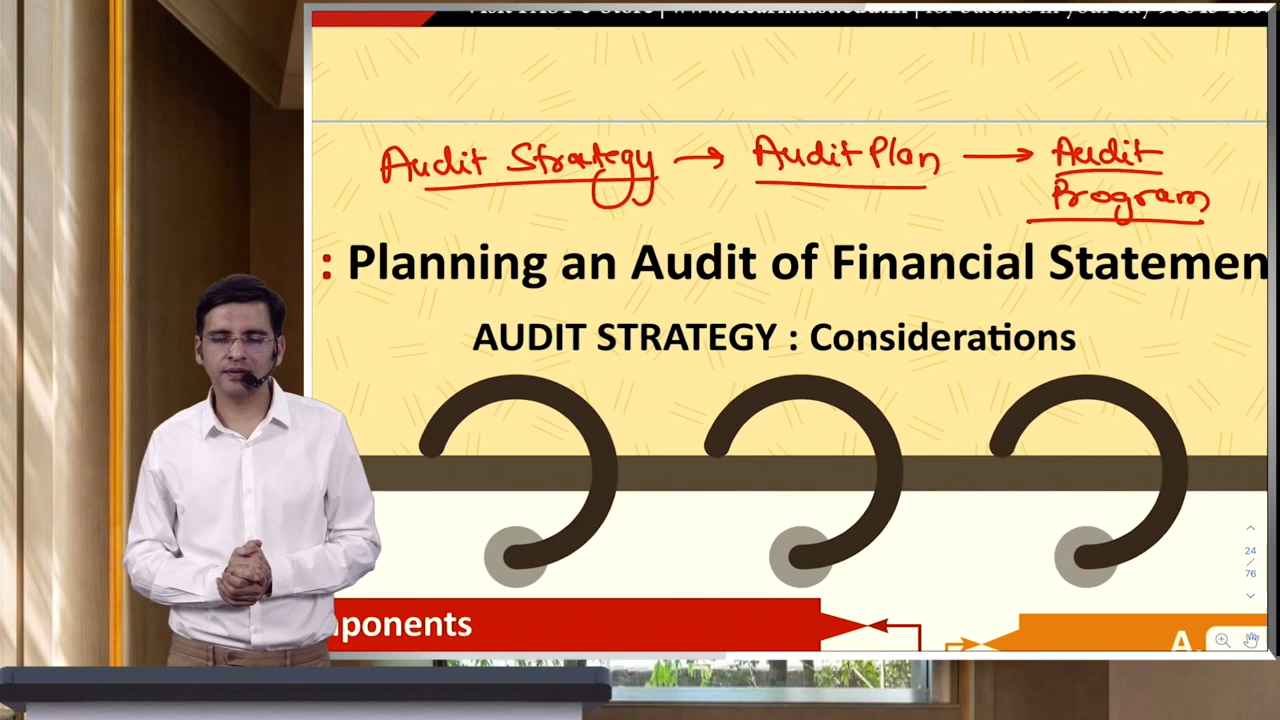 Audit Strategy → Audit Plan → Audit
Program
: Planning an Audit of Financial Statemen
AUDIT STRATEGY : Considerations
ponents
A.
24
/
76